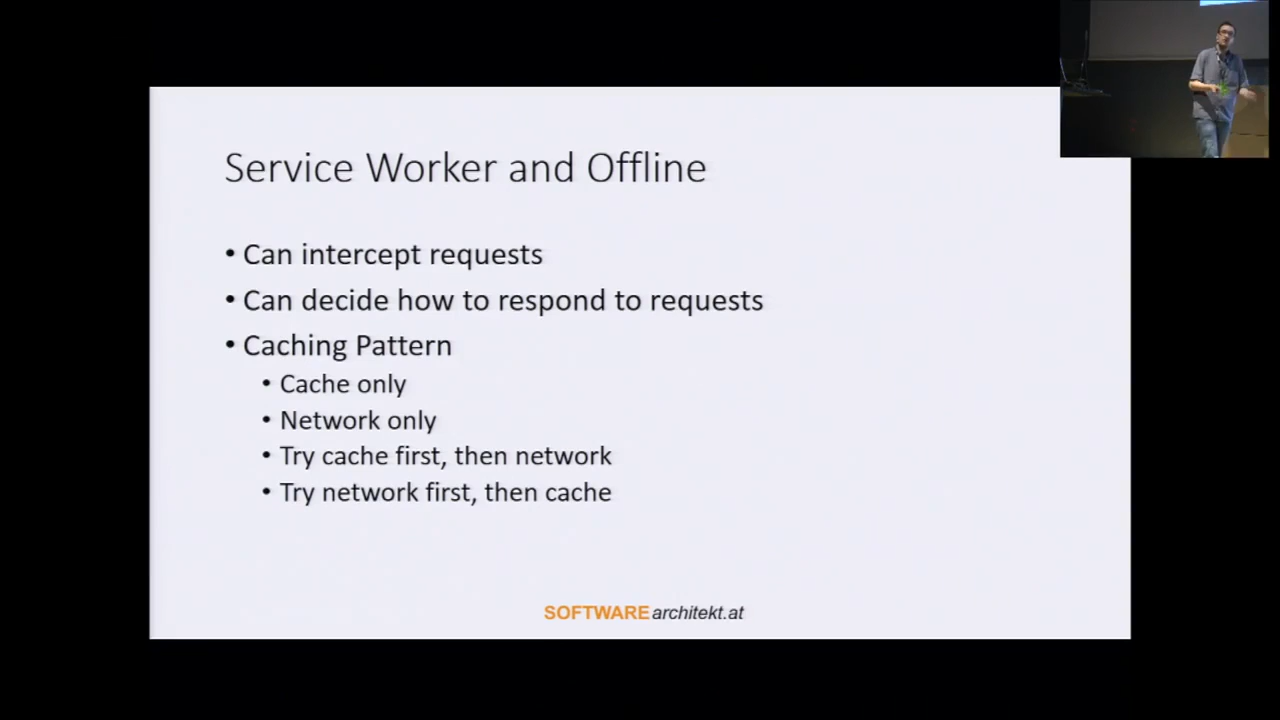 Service Worker and Offline
• Can intercept requests
• Can decide how to respond to requests
• Caching Pattern
• Cache only
• Network only
• Try cache first, then network
• Try network first, then cache
SOFTWAREarchitekt.at